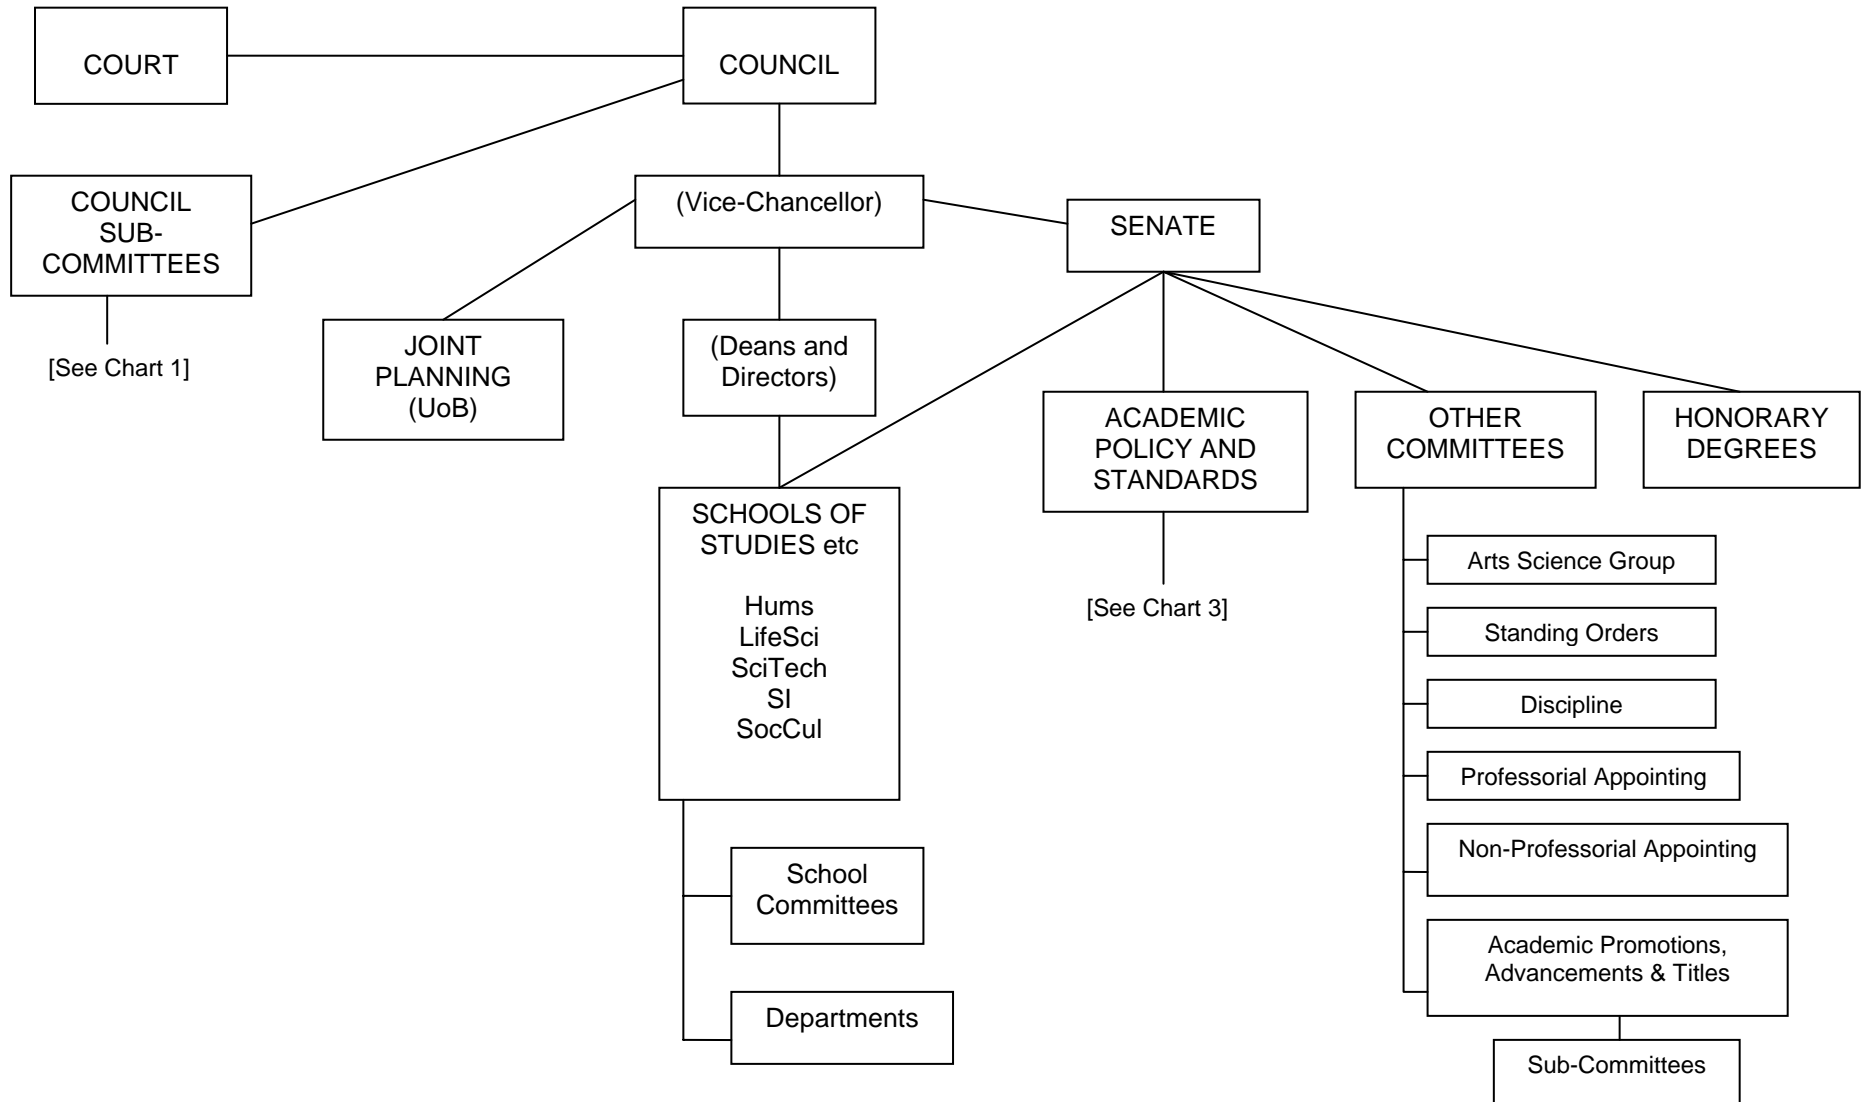 COURT
COUNCIL
COUNCIL
SUB-
COMMITTEES
(Vice-Chancellor)
SENATE
[See Chart 1]
JOINT
PLANNING
(UoB)
(Deans and
Directors)
ACADEMIC
POLICY AND
STANDARDS
OTHER
COMMITTEES
HONORARY
DEGREES
SCHOOLS OF
STUDIES etc
Hums
LifeSci
SciTech
SI
SocCul
[See Chart 3]
Arts Science Group
Standing Orders
Discipline
Professorial Appointing
Non-Professorial Appointing
Academic Promotions,
Advancements & Titles
Sub-Committees
School
Committees
Departments